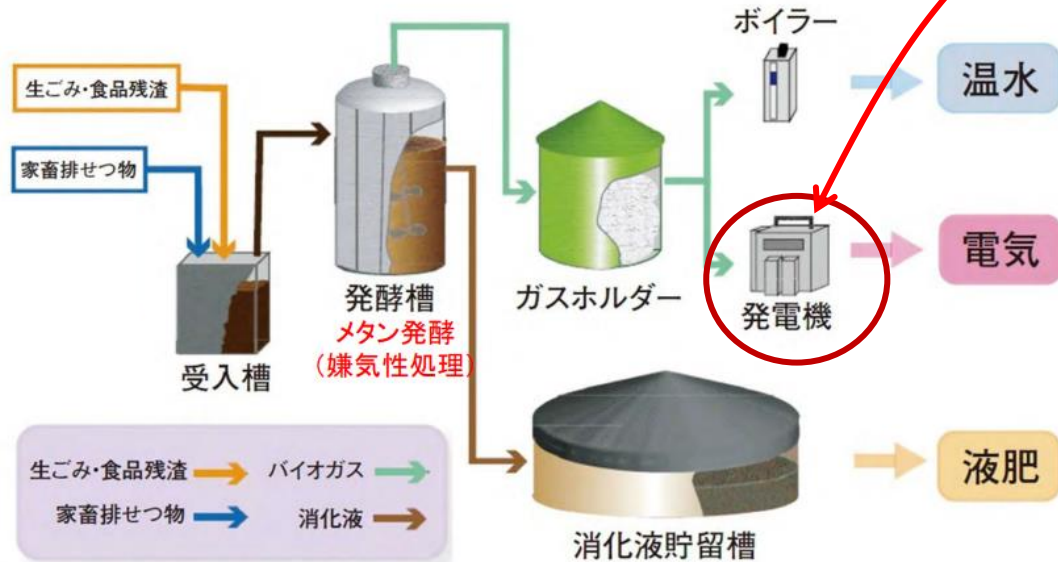 ボイラー
温水
生ごみ・食品残渣
家畜排せつ物
電気
発酵槽
メタン発酵
(嫌気性処理)
ガスホルダー
発電機
受入槽
生ごみ・食品残渣
バイオガス
家畜排せつ物
消化液
液肥
消化液貯留槽